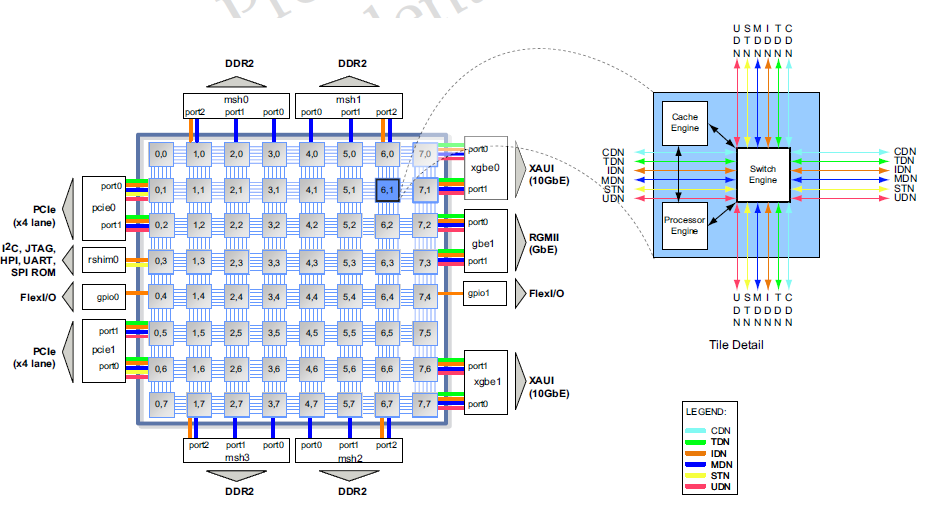 DDR2 DDR2
msh0 msh1
port2 port1 port0 port0 port1 port2
0,0 1,0 2,0 3,0 4,0 5,0 6,0 7,0
0,1 1,1 2,1 3,1 4,1 5,1 6,1 7,1
0,2 1,2 2,2 3,2 4,2 5,2 6,2 7,2
0,3 1,3 2,3 3,3 4,3 5,3 6,3 7,3
0,4 1,4 2,4 3,4 4,4 5,4 6,4 7,4
0,5 1,5 2,5 3,5 4,5 5,5 6,5 7,5
0,6 1,6 2,6 3,6 4,6 5,6 6,6 7,6
0,7 1,7 2,7 3,7 4,7 5,7 6,7 7,7
PCIe
(x4 lane)
port0
pcie0
port1
I2C, JTAG,
HPI, UART,
SPI ROM
rshim0
FlexI/O
gpio0
PCIe
(x4 lane)
port1
pcie1
port0
port0
xgbe0
port1
XAUI
(10GbE)
port0
gbe1
port1
RGMII
(GbE)
gpio1
FlexI/O
port1
xgbe1
port0
XAUI
(10GbE)
port2 port1 port0 port0 port1 port2
msh3 msh2
DDR2 DDR2
U S M I T C
D T D D D D
N N N N N N
Cache
Engine
Switch
Engine
Processor
Engine
CDN
TDN
IDN
MDN
STN
UDN
CDN
TDN
IDN
MDN
STN
UDN
U S M I T C
D T D D D D
N N N N N N
Tile Detail
LEGEND:
CDN
TDN
IDN
MDN
STN
UDN